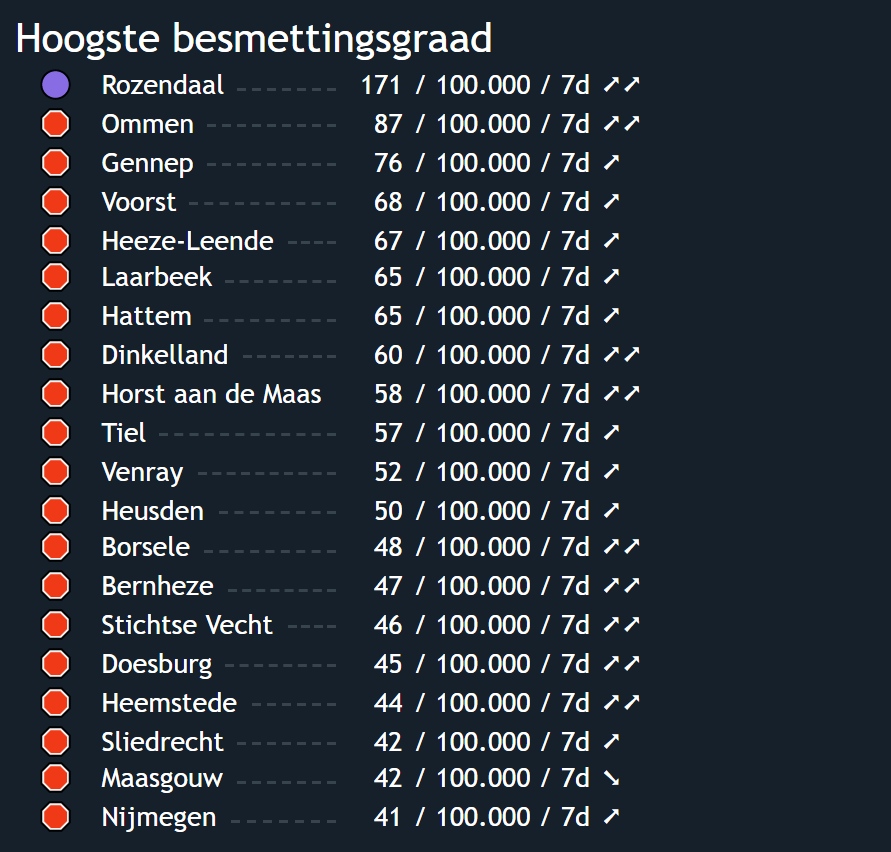 Hoogste besmettingsgraad
Rozendaal 171 / 100.000 / 7d ➚➚
Ommen 87 / 100.000 / 7d ➚➚
Gennep 76 / 100.000 / 7d ➚
Voorst 68 / 100.000 / 7d ➚
Heeze-Leende 67 / 100.000 / 7d ➚
Laarbeek 65 / 100.000 / 7d ➚
Hattem 65 / 100.000 / 7d ➚
Dinkelland 60 / 100.000 / 7d ➚➚
Horst aan de Maas 58 / 100.000 / 7d ➚➚
Tiel 57 / 100.000 / 7d ➚
Venray 52 / 100.000 / 7d ➚
Heusden 50 / 100.000 / 7d ➚
Borsele 48 / 100.000 / 7d ➚➚
Bernheze 47 / 100.000 / 7d ➚➚
Stichtse Vecht 46 / 100.000 / 7d ➚➚
Doesburg 45 / 100.000 / 7d ➚➚
Heemstede 44 / 100.000 / 7d ➚➚
Sliedrecht 42 / 100.000 / 7d ➚
Maasgouw 42 / 100.000 / 7d ➘
Nijmegen 41 / 100.000 / 7d ➚